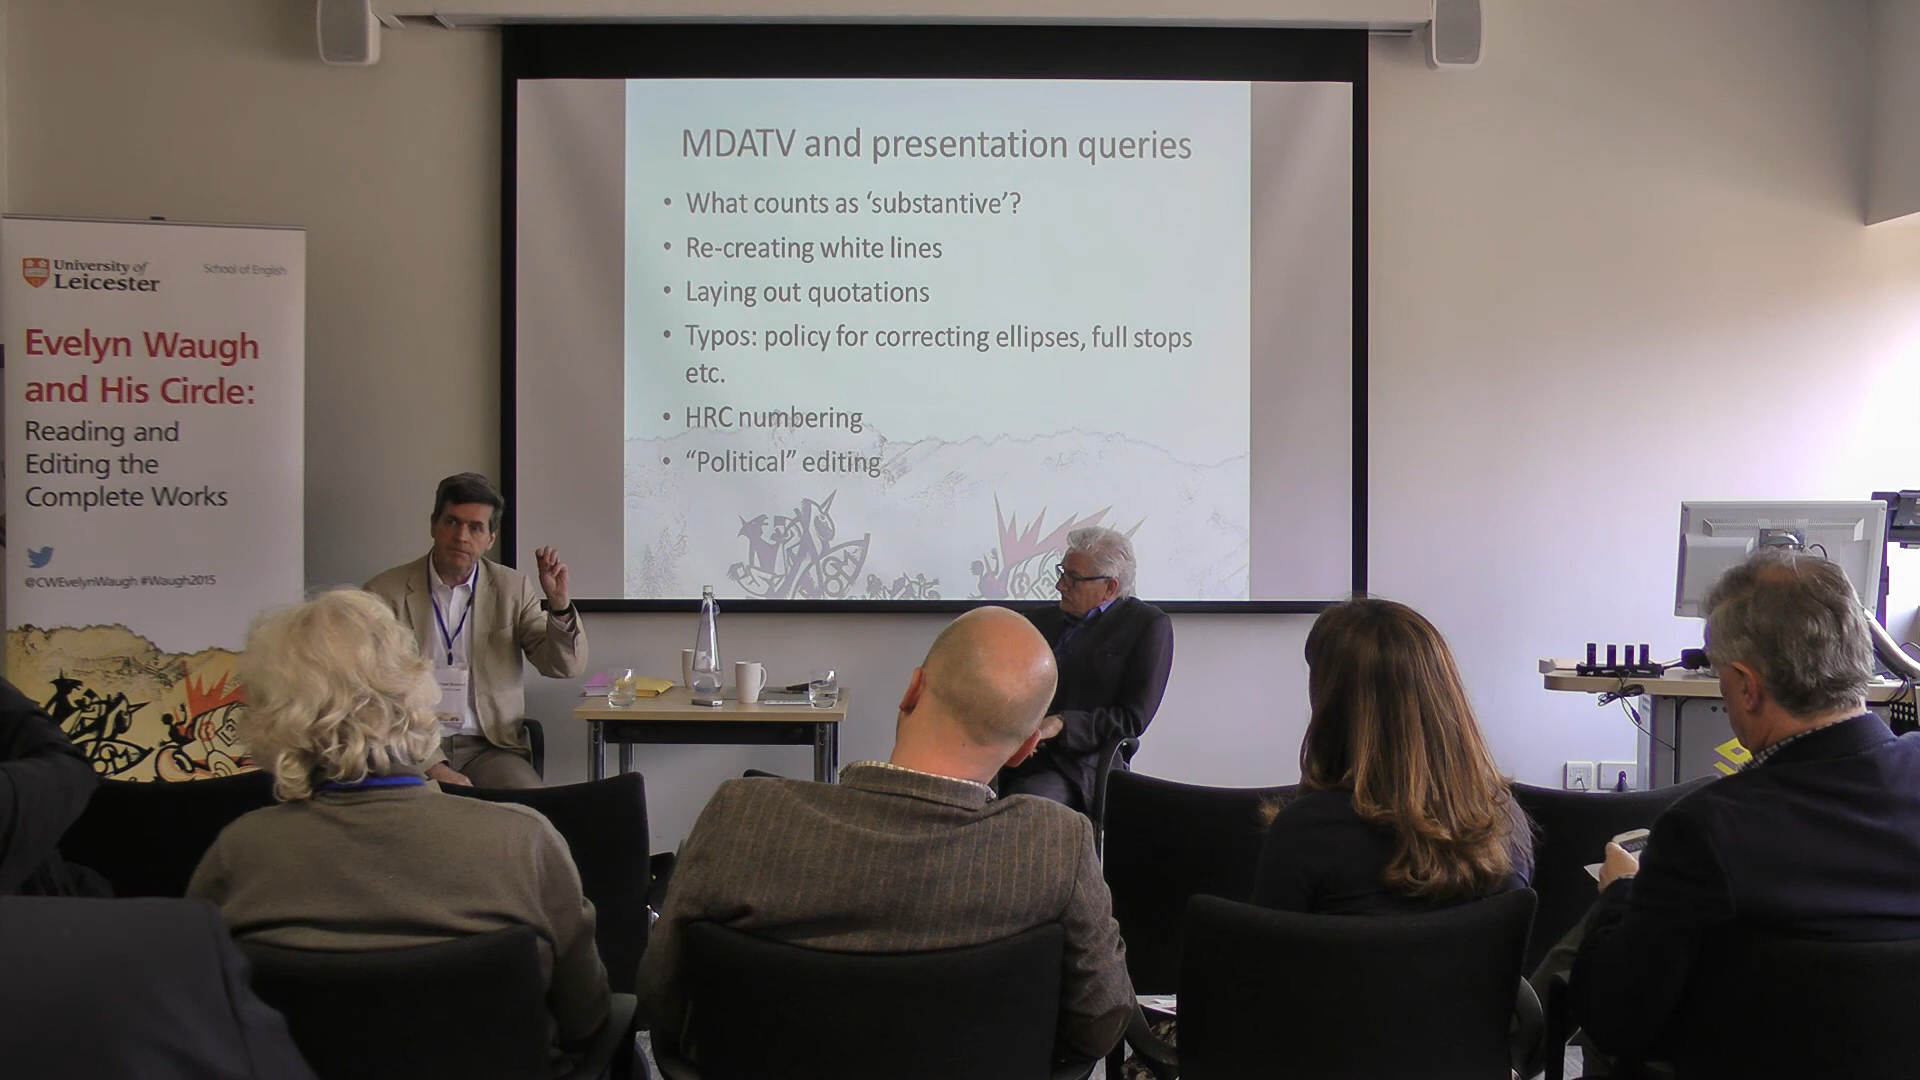 MDATV and presentation queries
• What counts as ‘substantive’?
• Re-creating white lines
• Laying out quotations
• Typos: policy for correcting ellipses, full stops
etc.
• HRC numbering
• “Political” editing
University of
Leicester
School of English
Evelyn Waugh
and His Circle:
Reading and
Editing the
Complete Works
@CWEvelynWaugh #Waugh2015